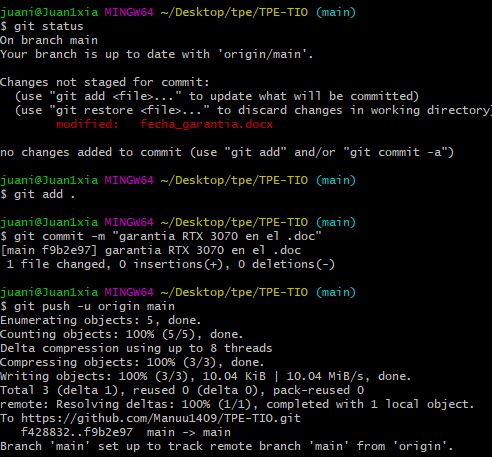 juani@Juan1xia MINGW64 ~/Desktop/tpe/TPE-TIO (main)
$ git status
On branch main
Your branch is up to date with 'origin/main'.
Changes not staged for commit:
(use "git add <file>..." to update what will be committed)
(use "git restore <file>..." to discard changes in working directory)
modified: fecha_garantia.docx
no changes added to commit (use "git add" and/or "git commit -a")
juani@Juan1xia MINGW64 ~/Desktop/tpe/TPE-TIO (main)
$ git add .
juani@Juan1xia MINGW64 ~/Desktop/tpe/TPE-TIO (main)
$ git commit -m "garantia RTX 3070 en el .doc"
[main f9b2e97] garantia RTX 3070 en el .doc
1 file changed, 0 insertions(+), 0 deletions(-)
juani@Juan1xia MINGW64 ~/Desktop/tpe/TPE-TIO (main)
$ git push -u origin main
Enumerating objects: 5, done.
Counting objects: 100% (5/5), done.
Delta compression using up to 8 threads
Compressing objects: 100% (3/3), done.
Writing objects: 100% (3/3), 10.04 KiB | 10.04 MiB/s, done.
Total 3 (delta 1), reused 0 (delta 0), pack-reused 0
remote: Resolving deltas: 100% (1/1), completed with 1 local object.
To https://github.com/Manuu1409/TPE-TIO.git
f428832..f9b2e97 main -> main
Branch 'main' set up to track remote branch 'main' from 'origin'.